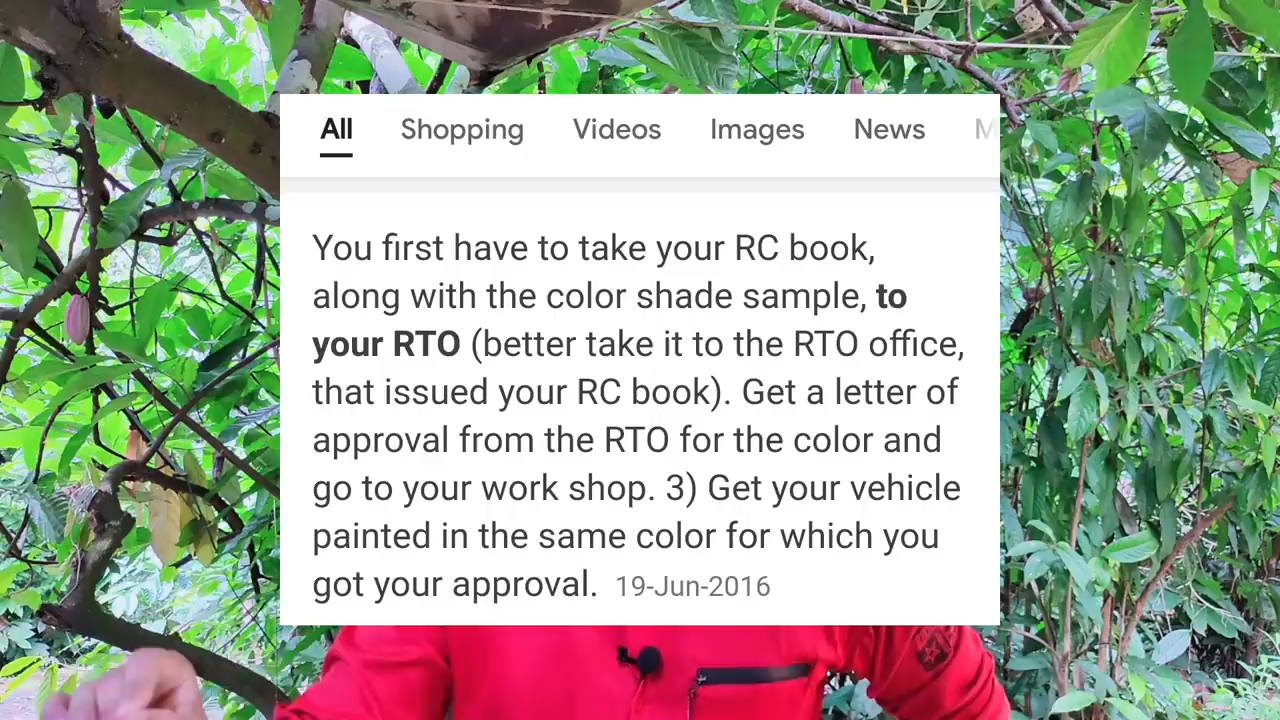 All Shopping Videos Images News M
You first have to take your RC book,
along with the color shade sample, to
your RTO (better take it to the RTO office,
that issued your RC book). Get a letter of
approval from the RTO for the color and
go to your work shop. 3) Get your vehicle
painted in the same color for which you
got your approval. 19-Jun-2016